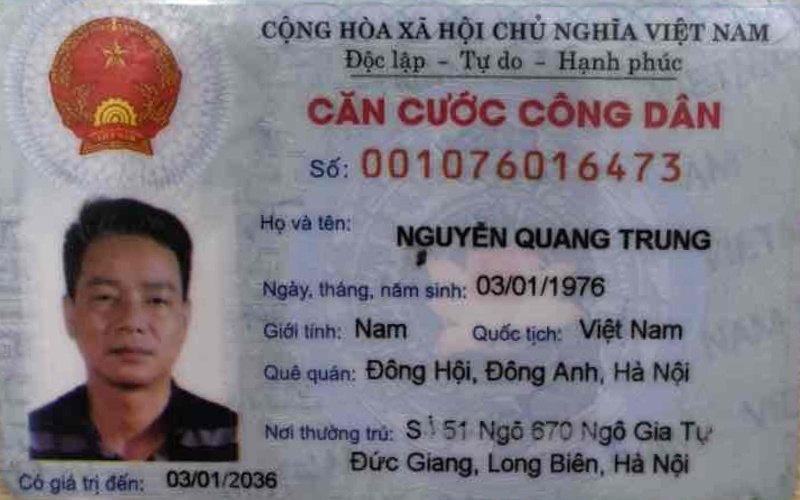 CỘNG HÒA XÃ HỘI CHỦ NGHĨA VIỆT NAM
Độc lập - Tự do - Hạnh phúc
CĂN CƯỚC CÔNG DÂN
Số: 001076016473
Họ và tên: NGUYỄN QUANG TRUNG
Ngày, tháng, năm sinh: 03/01/1976
Giới tính: Nam Quốc tịch: Việt Nam
Quê quán: Đông Hội, Đông Anh, Hà Nội
Nơi thường trú: 51 Ngõ 670 Ngô Gia Tự
Đức Giang, Long Biên, Hà Nội
Có giá trị đến: 03/01/2036